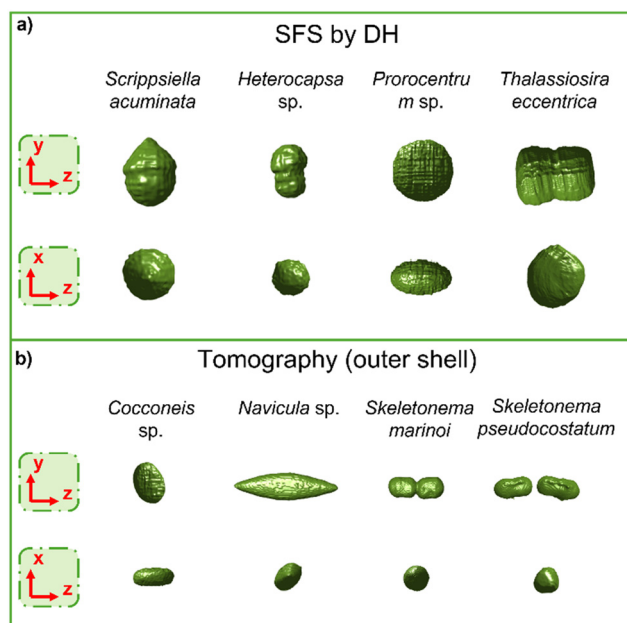 a)
SFS by DH
Scrippsiella
acuminata
Heterocapsa
sp.
Prorocentru
m sp.
Thalassiosira
eccentrica
y
z
x
z
b)
Tomography (outer shell)
Cocconeis
sp.
Navicula sp.
Skeletonema
marinoi
Skeletonema
pseudocostatum
y
z
x
z